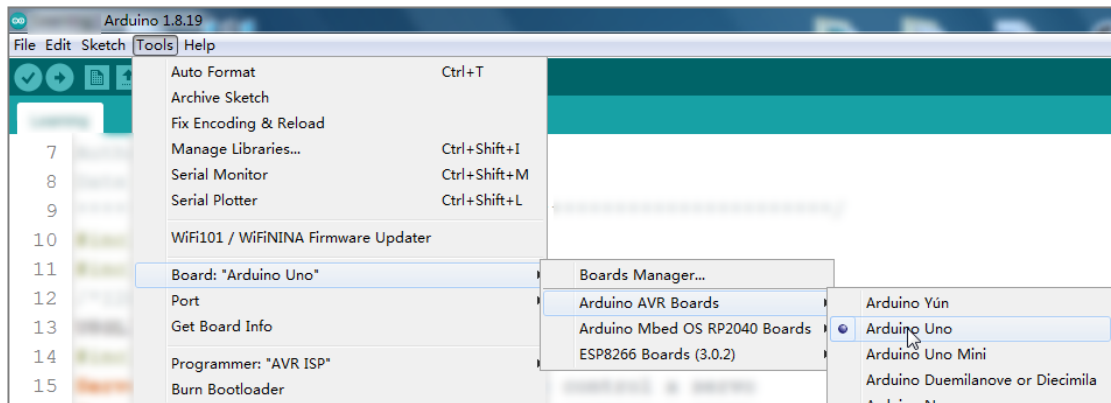 Arduino 1.8.19
File Edit Sketch Tools Help
Auto Format Ctrl+T
Archive Sketch
Fix Encoding & Reload
Manage Libraries... Ctrl+Shift+I
Serial Monitor Ctrl+Shift+M
Serial Plotter Ctrl+Shift+L
WiFi101 / WiFiNINA Firmware Updater
Board: "Arduino Uno"
Port
Get Board Info
Programmer: "AVR ISP"
Burn Bootloader
Boards Manager...
Arduino AVR Boards
Arduino Mbed OS RP2040 Boards
ESP8266 Boards (3.0.2)
Arduino Yún
Arduino Uno
Arduino Uno Mini
Arduino Duemilanove or Diecimila
7
8
9
10
11
12
13
14
15 control a servo